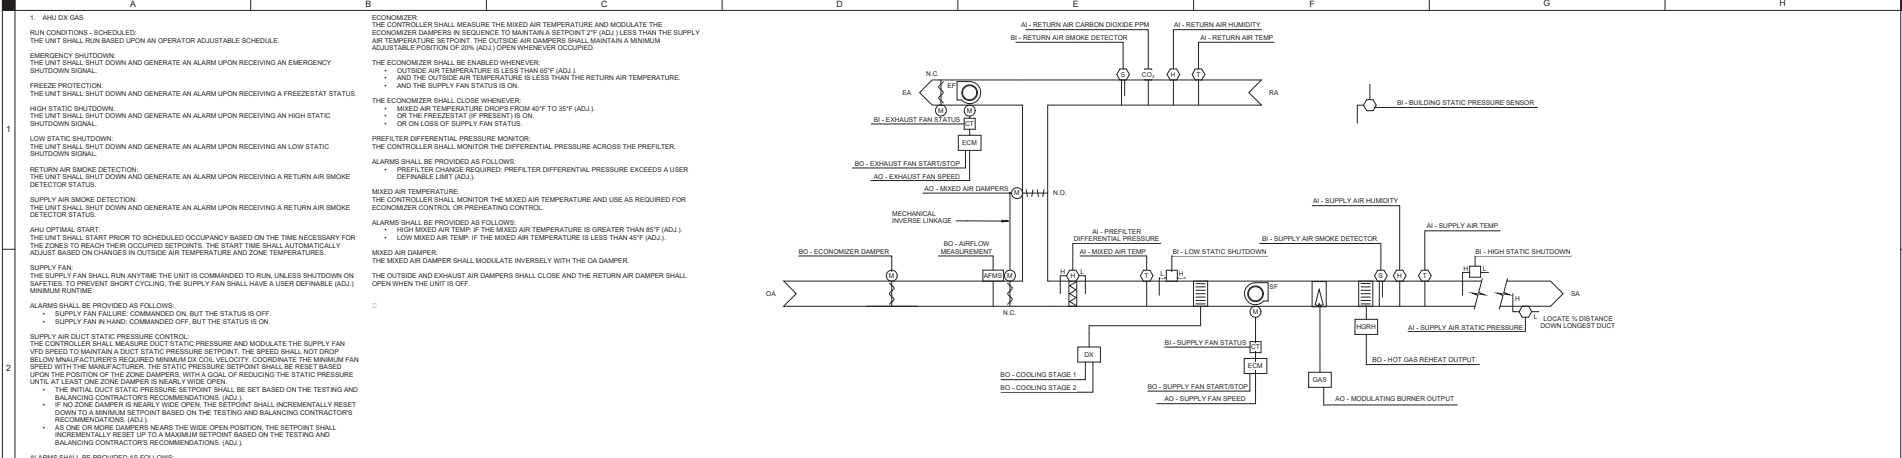 A B C D E F G H
1
2
1. AHU DX GAS
RUN CONDITIONS - SCHEDULED:
THE UNIT SHALL RUN BASED UPON AN OPERATOR ADJUSTABLE SCHEDULE.
EMERGENCY SHUTDOWN:
THE UNIT SHALL SHUT DOWN AND GENERATE AN ALARM UPON RECEIVING AN EMERGENCY
SHUTDOWN SIGNAL.
FREEZE PROTECTION:
THE UNIT SHALL SHUT DOWN AND GENERATE AN ALARM UPON RECEIVING A FREEZESTAT STATUS.
HIGH STATIC SHUTDOWN:
THE UNIT SHALL SHUT DOWN AND GENERATE AN ALARM UPON RECEIVING AN HIGH STATIC
SHUTDOWN SIGNAL.
LOW STATIC SHUTDOWN:
THE UNIT SHALL SHUT DOWN AND GENERATE AN ALARM UPON RECEIVING AN LOW STATIC
SHUTDOWN SIGNAL.
RETURN AIR SMOKE DETECTION:
THE UNIT SHALL SHUT DOWN AND GENERATE AN ALARM UPON RECEIVING A RETURN AIR SMOKE
DETECTOR STATUS.
SUPPLY AIR SMOKE DETECTION:
THE UNIT SHALL SHUT DOWN AND GENERATE AN ALARM UPON RECEIVING A RETURN AIR SMOKE
DETECTOR STATUS.
AHU OPTIMAL START:
THE UNIT SHALL START PRIOR TO SCHEDULED OCCUPANCY BASED ON THE TIME NECESSARY FOR
THE ZONES TO REACH THEIR OCCUPIED SETPOINTS. THE START TIME SHALL AUTOMATICALLY
ADJUST BASED ON CHANGES IN OUTSIDE AIR TEMPERATURE AND ZONE TEMPERATURES.
SUPPLY FAN:
THE SUPPLY FAN SHALL RUN ANYTIME THE UNIT IS COMMANDED TO RUN, UNLESS SHUTDOWN ON
SAFETIES. TO PREVENT SHORT CYCLING, THE SUPPLY FAN SHALL HAVE A USER DEFINABLE (ADJ.)
MINIMUM RUNTIME.
ALARMS SHALL BE PROVIDED AS FOLLOWS:
• SUPPLY FAN FAILURE: COMMANDED ON, BUT THE STATUS IS OFF.
• SUPPLY FAN IN HAND: COMMANDED OFF, BUT THE STATUS IS ON.
SUPPLY AIR DUCT STATIC PRESSURE CONTROL:
THE CONTROLLER SHALL MEASURE DUCT STATIC PRESSURE AND MODULATE THE SUPPLY FAN
VFD SPEED TO MAINTAIN A DUCT STATIC PRESSURE SETPOINT. THE SPEED SHALL NOT DROP
BELOW MNAUFACTURER'S REQUIRED MINIMUM DX COIL VELOCITY. COORDINATE THE MINIMUM FAN
SPEED WITH THE MANUFACTURER. THE STATIC PRESSURE SETPOINT SHALL BE RESET BASED
UPON THE POSITION OF THE ZONE DAMPERS, WITH A GOAL OF REDUCING THE STATIC PRESSURE
UNTIL AT LEAST ONE ZONE DAMPER IS NEARLY WIDE OPEN.
• THE INITIAL DUCT STATIC PRESSURE SETPOINT SHALL BE SET BASED ON THE TESTING AND
BALANCING CONTRACTOR'S RECOMMENDATIONS. (ADJ.).
• IF NO ZONE DAMPER IS NEARLY WIDE OPEN, THE SETPOINT SHALL INCREMENTALLY RESET
DOWN TO A MINIMUM SETPOINT BASED ON THE TESTING AND BALANCING CONTRACTOR'S
RECOMMENDATIONS. (ADJ.).
• AS ONE OR MORE DAMPERS NEARS THE WIDE OPEN POSITION, THE SETPOINT SHALL
INCREMENTALLY RESET UP TO A MAXIMUM SETPOINT BASED ON THE TESTING AND
BALANCING CONTRACTOR'S RECOMMENDATIONS. (ADJ.).
ALARMS SHALL BE PROVIDED AS FOLLOWS:
ECONOMIZER:
THE CONTROLLER SHALL MEASURE THE MIXED AIR TEMPERATURE AND MODULATE THE
ECONOMIZER DAMPERS IN SEQUENCE TO MAINTAIN A SETPOINT 2°F (ADJ.) LESS THAN THE SUPPLY
AIR TEMPERATURE SETPOINT. THE OUTSIDE AIR DAMPERS SHALL MAINTAIN A MINIMUM
ADJUSTABLE POSITION OF 20% (ADJ.) OPEN WHENEVER OCCUPIED.
THE ECONOMIZER SHALL BE ENABLED WHENEVER:
• OUTSIDE AIR TEMPERATURE IS LESS THAN 65°F (ADJ.).
• AND THE OUTSIDE AIR TEMPERATURE IS LESS THAN THE RETURN AIR TEMPERATURE.
• AND THE SUPPLY FAN STATUS IS ON.
THE ECONOMIZER SHALL CLOSE WHENEVER:
• MIXED AIR TEMPERATURE DROPS FROM 40°F TO 35°F (ADJ.).
• OR THE FREEZESTAT (IF PRESENT) IS ON.
• OR ON LOSS OF SUPPLY FAN STATUS.
PREFILTER DIFFERENTIAL PRESSURE MONITOR:
THE CONTROLLER SHALL MONITOR THE DIFFERENTIAL PRESSURE ACROSS THE PREFILTER.
ALARMS SHALL BE PROVIDED AS FOLLOWS:
• PREFILTER CHANGE REQUIRED: PREFILTER DIFFERENTIAL PRESSURE EXCEEDS A USER
DEFINABLE LIMIT (ADJ.).
MIXED AIR TEMPERATURE:
THE CONTROLLER SHALL MONITOR THE MIXED AIR TEMPERATURE AND USE AS REQUIRED FOR
ECONOMIZER CONTROL OR PREHEATING CONTROL.
ALARMS SHALL BE PROVIDED AS FOLLOWS:
• HIGH MIXED AIR TEMP: IF THE MIXED AIR TEMPERATURE IS GREATER THAN 85°F (ADJ.).
• LOW MIXED AIR TEMP: IF THE MIXED AIR TEMPERATURE IS LESS THAN 45°F (ADJ.).
MIXED AIR DAMPER:
THE MIXED AIR DAMPER SHALL MODULATE INVERSELY WITH THE OA DAMPER.
THE OUTSIDE AND EXHAUST AIR DAMPERS SHALL CLOSE AND THE RETURN AIR DAMPER SHALL
OPEN WHEN THE UNIT IS OFF.
AI - RETURN AIR CARBON DIOXIDE PPM
AI - RETURN AIR HUMIDITY
BI - RETURN AIR SMOKE DETECTOR
AI - RETURN AIR TEMP
N.C.
S CO₂ H T
EA
EF
RA
M M
BI - BUILDING STATIC PRESSURE SENSOR
BI - EXHAUST FAN STATUS
CT
ECM
BO - EXHAUST FAN START/STOP
AO - EXHAUST FAN SPEED
AO - MIXED AIR DAMPERS
M
N.O.
MECHANICAL
INVERSE LINKAGE
AI - SUPPLY AIR HUMIDITY
AI - SUPPLY AIR TEMP
AI - PREFILTER
DIFFERENTIAL PRESSURE
BI - SUPPLY AIR SMOKE DETECTOR
BO - ECONOMIZER DAMPER
BO - AIRFLOW
MEASUREMENT
AI - MIXED AIR TEMP
BI - LOW STATIC SHUTDOWN
BI - HIGH STATIC SHUTDOWN
M AFMS M H H L T L H S H T H L
OA
SF
SA
N.C.
M
H
L
LOCATE ¾ DISTANCE
DOWN LONGEST DUCT
AI - SUPPLY AIR STATIC PRESSURE
HGRH
BI - SUPPLY FAN STATUS
CT
DX
ECM
BO - HOT GAS REHEAT OUTPUT
BO - COOLING STAGE 1
GAS
BO - COOLING STAGE 2
BO - SUPPLY FAN START/STOP
AO - SUPPLY FAN SPEED
AO - MODULATING BURNER OUTPUT